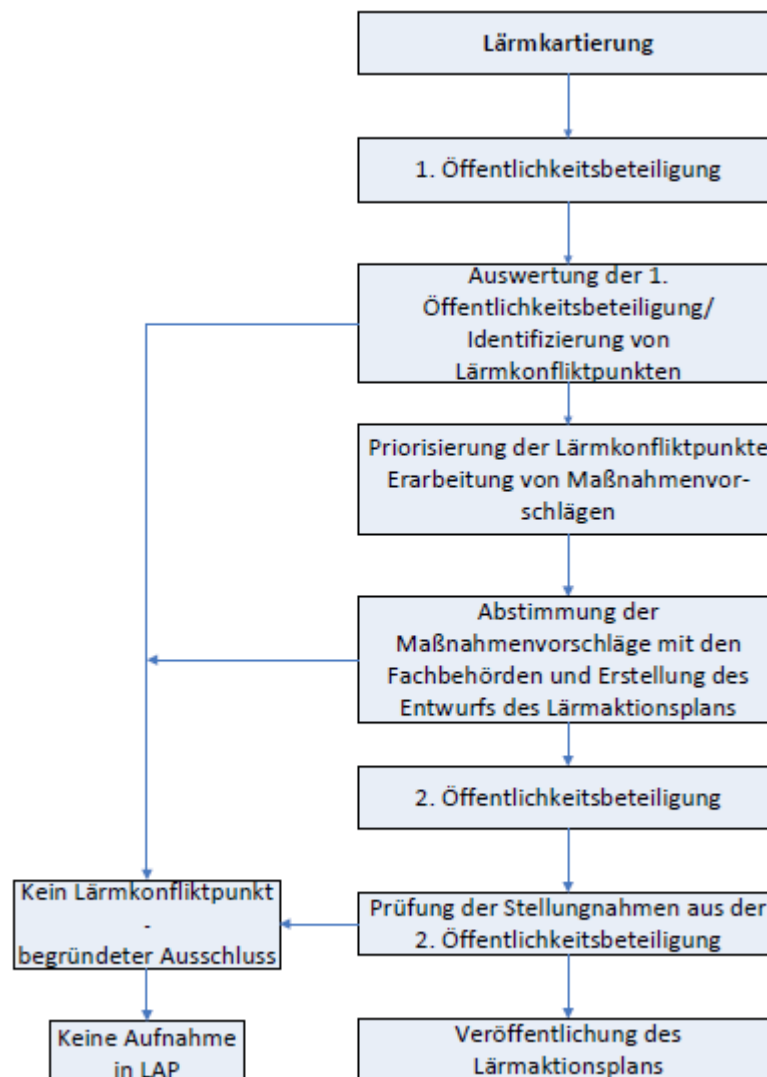 Lärmkartierung
1. Öffentlichkeitsbeteiligung
Auswertung der 1.
Öffentlichkeitsbeteiligung/
Identifizierung von
Lärmkonfliktpunkten
Priorisierung der Lärmkonfliktpunkte
Erarbeitung von Maßnahmenvor-
schlägen
Abstimmung der
Maßnahmenvorschläge mit den
Fachbehörden und Erstellung des
Entwurfs des Lärmaktionsplans
2. Öffentlichkeitsbeteiligung
Kein Lärmkonfliktpunkt
-
begründeter Ausschluss
Prüfung der Stellungnahmen aus der
2. Öffentlichkeitsbeteiligung
Keine Aufnahme
in LAP
Veröffentlichung des
Lärmaktionsplans